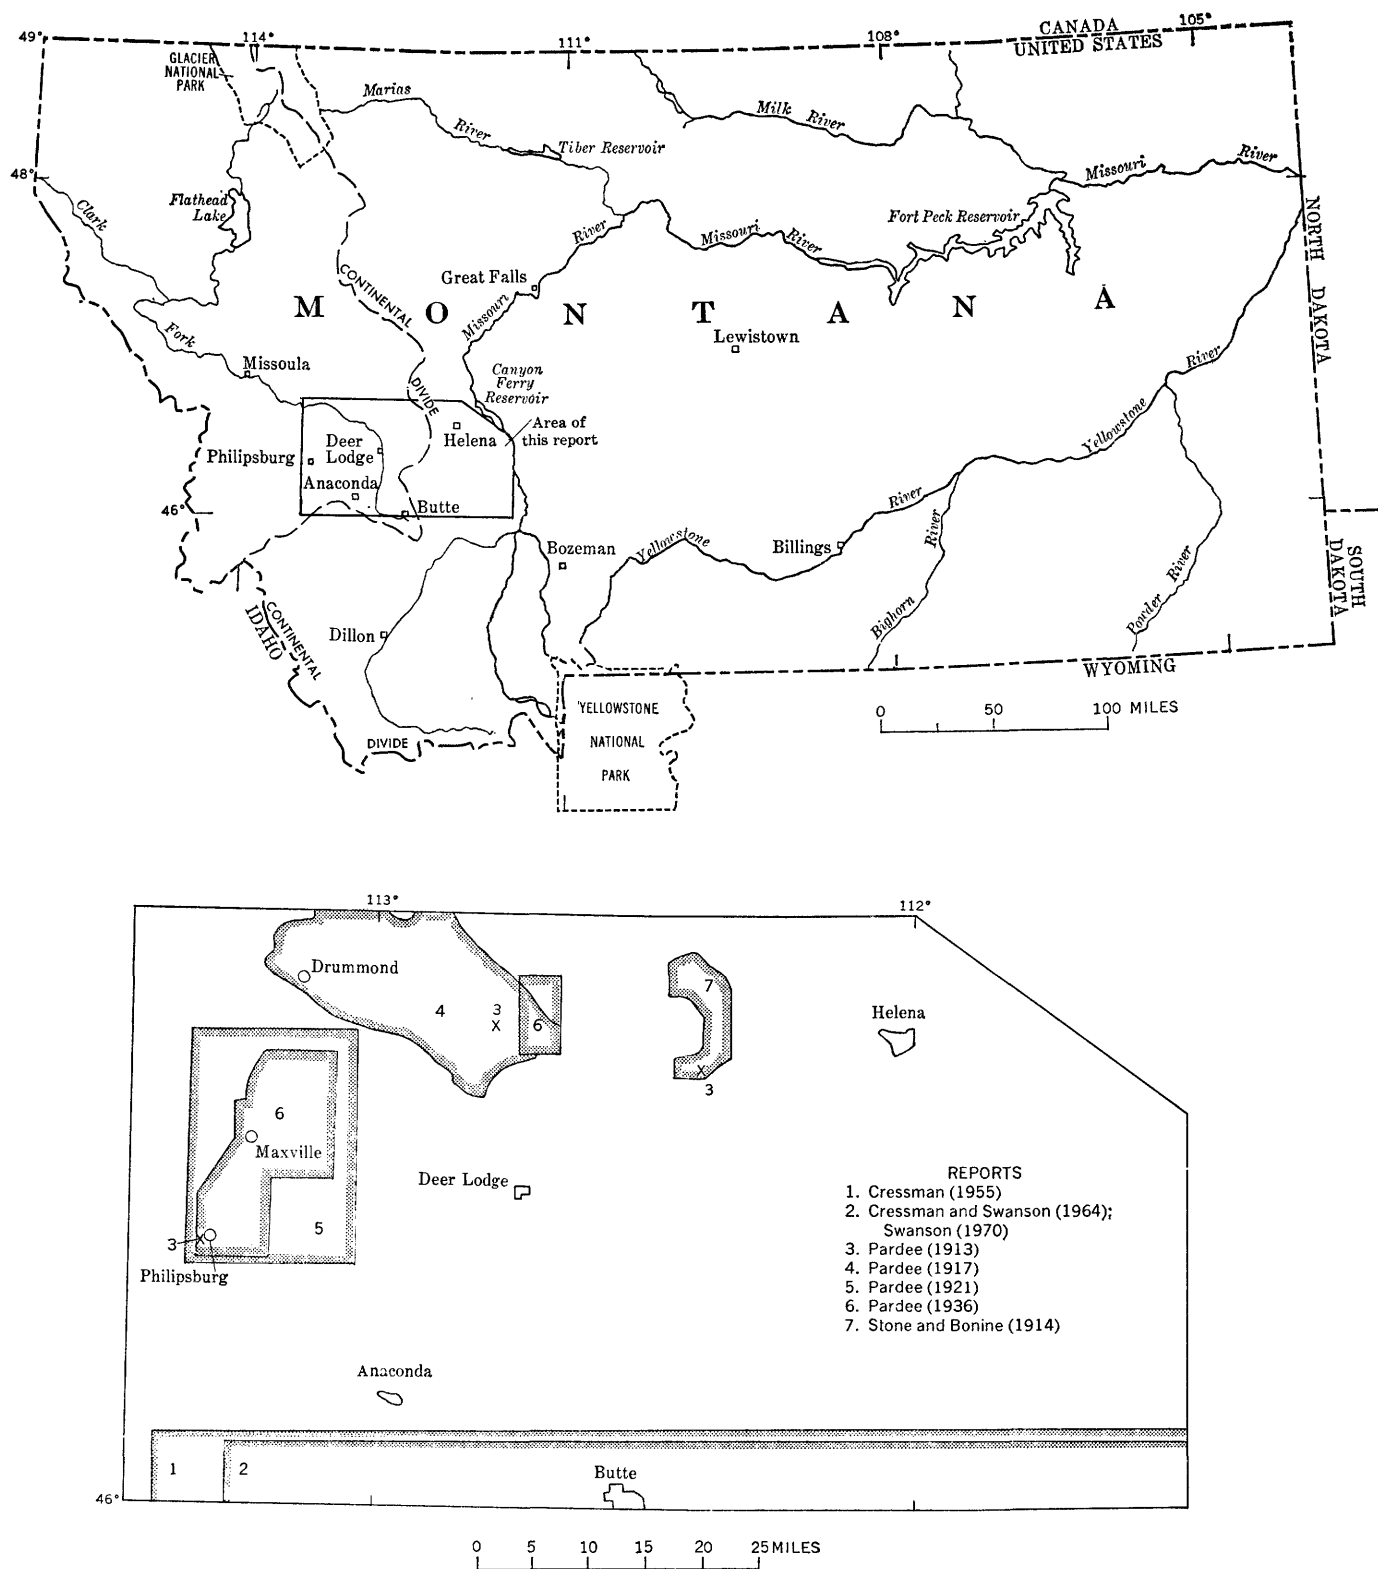 CANADA
UNITED STATES
49°
114°
111°
108°
105°
GLACIER
NATIONAL
PARK
Marias
River
Milk
River
Tiber Reservoir
Missouri
River
48°
Clark
Flathead
Lake
Fort Peck Reservoir
River
Missouri
River
NORTH DAKOTA
CONTINENTAL
Great Falls
Missouri
M O N T A N A
Fork
Lewistown
River
Missoula
Canyon
Ferry
Reservoir
DIVIDE
Area of
this report
Yellowstone
Helena
Deer
Lodge
Philipsburg
Anaconda
River
46°
Butte
River
Yellowstone
Billings
Bozeman
River
SOUTH
DAKOTA
Bighorn
Powder
IDAHO
CONTINENTAL
Dillon
WYOMING
YELLOWSTONE
NATIONAL
PARK
0 50 100 MILES
DIVIDE
113°
112°
Drummond
4
3
X
6
7
X
3
Helena
6
Maxville
5
3
X
Philipsburg
Deer Lodge
REPORTS
1. Cressman (1955)
2. Cressman and Swanson (1964);
Swanson (1970)
3. Pardee (1913)
4. Pardee (1917)
5. Pardee (1921)
6. Pardee (1936)
7. Stone and Bonine (1914)
Anaconda
1
2
Butte
46°
0 5 10 15 20 25 MILES